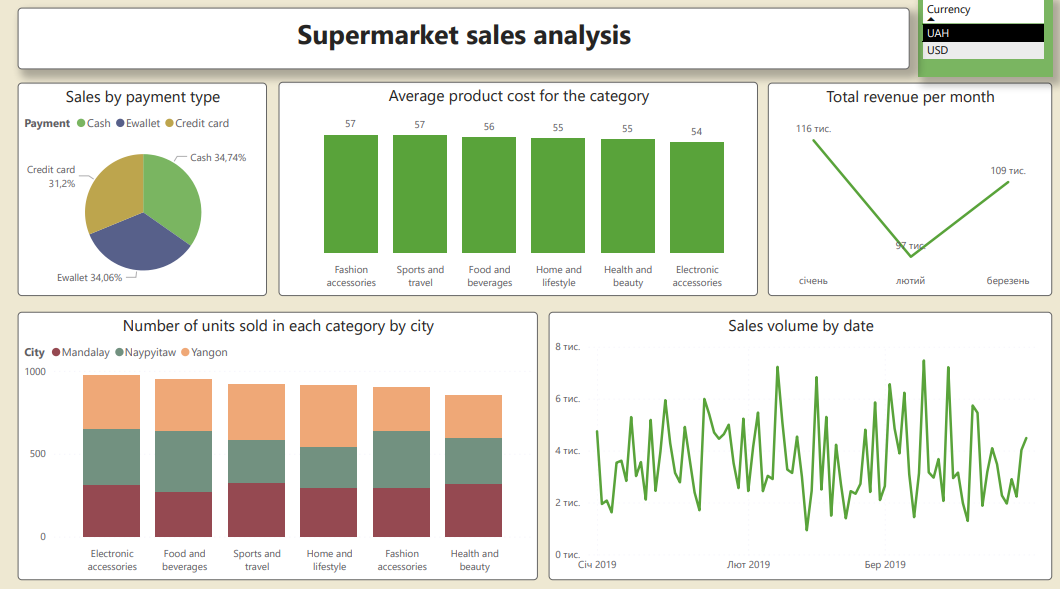 Supermarket sales analysis
Currency
UAH
USD
Sales by payment type
Payment Cash Ewallet Credit card
Cash 34,74%
Credit card
31,2%
Ewallet 34,06%
Average product cost for the category
57 57 56 55 55 54
Fashion accessories
Sports and travel
Food and beverages
Home and lifestyle
Health and beauty
Electronic accessories
Total revenue per month
116 тис.
109 тис.
97 тис.
січень лютий березень
Number of units sold in each category by city
City Mandalay Naypyitaw Yangon
1000
500
0
Electronic accessories
Food and beverages
Sports and travel
Home and lifestyle
Fashion accessories
Health and beauty
Sales volume by date
8 тис.
6 тис.
4 тис.
2 тис.
0 тис.
Січ 2019 Лют 2019 Бер 2019